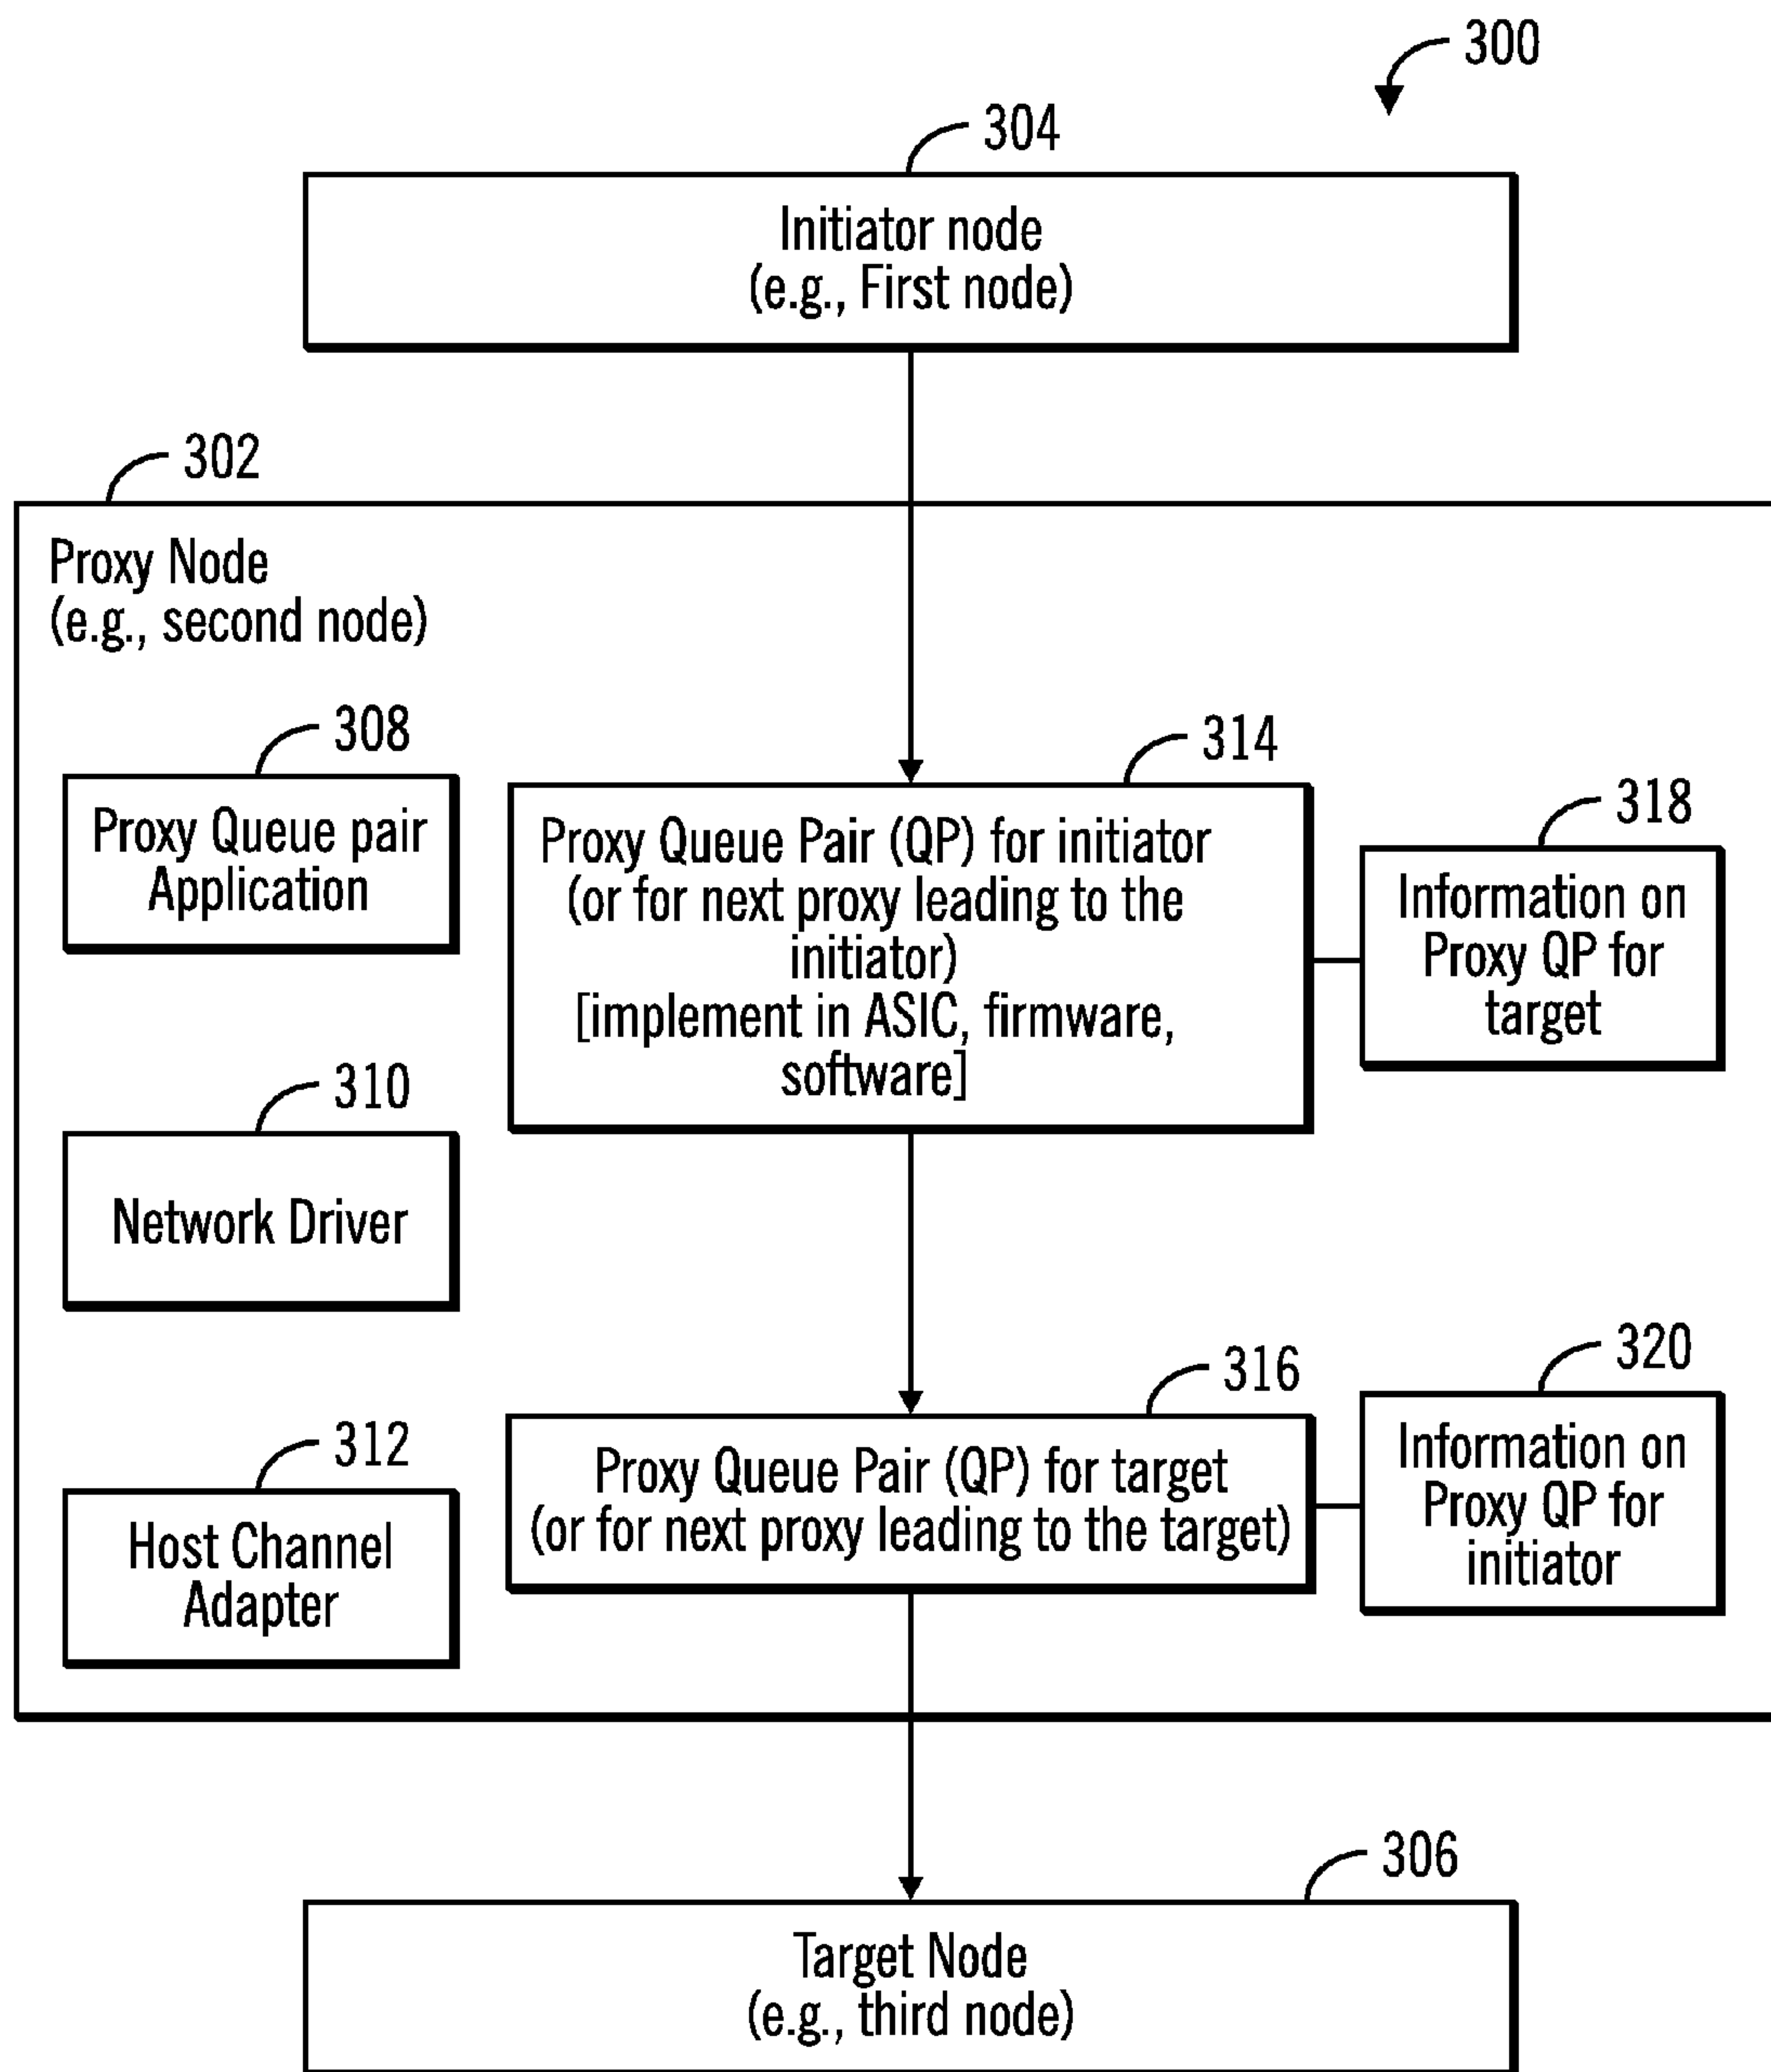 300
304
Initiator node
(e.g., First node)
302
Proxy Node
(e.g., second node)
308
Proxy Queue pair
Application
314
Proxy Queue Pair (QP) for initiator
(or for next proxy leading to the
initiator)
[implement in ASIC, firmware,
software]
318
Information on
Proxy QP for
target
310
Network Driver
316
Proxy Queue Pair (QP) for target
(or for next proxy leading to the target)
320
Information on
Proxy QP for
initiator
312
Host Channel
Adapter
306
Target Node
(e.g., third node)